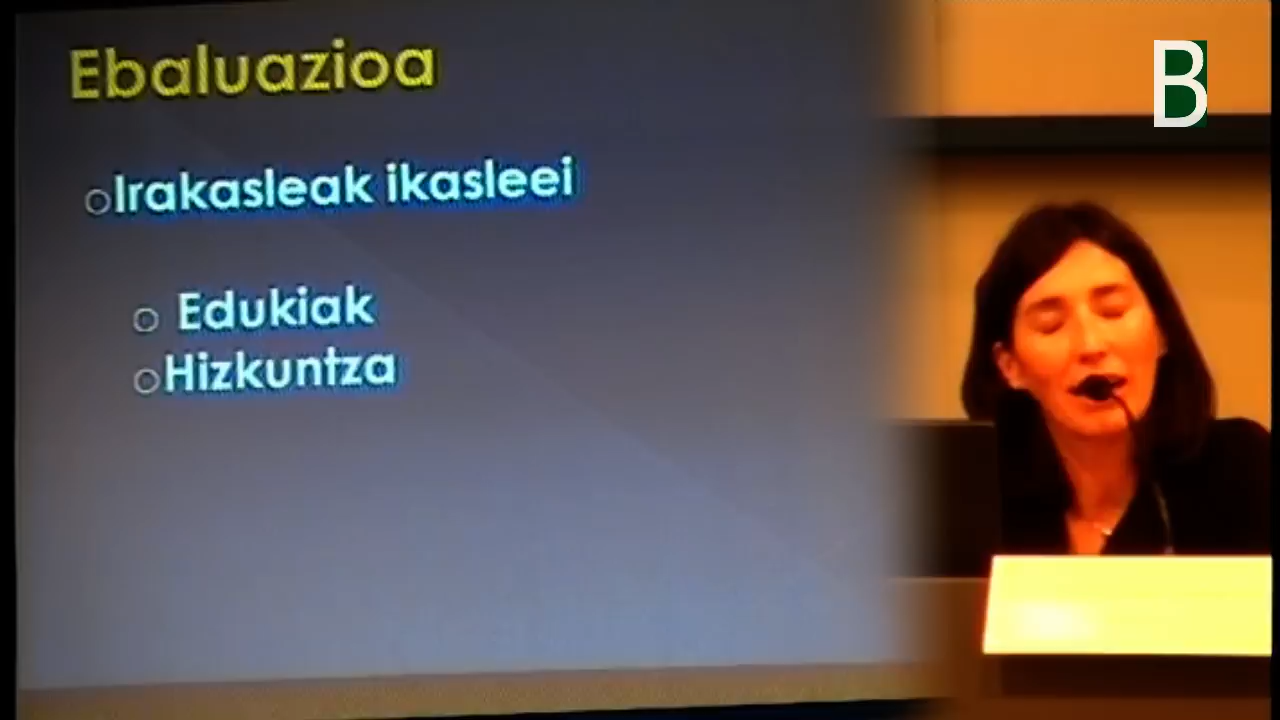 Ebaluazioa
Irakasleak ikasleei
Edukiak
Hizkuntza
B